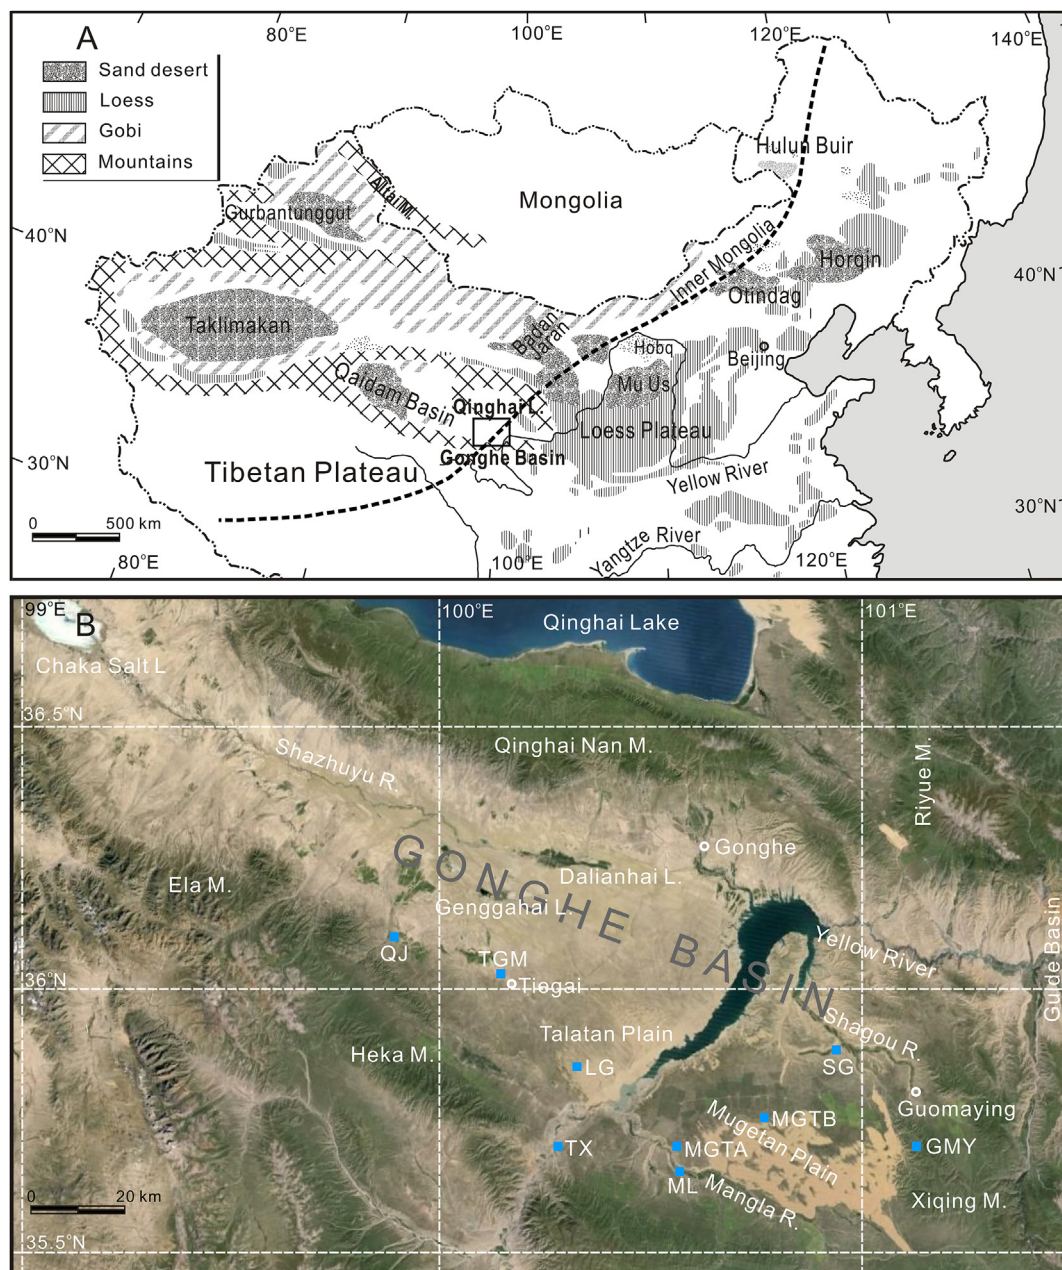 A
80°E
100°E
120°E
140°E
Sand desert
Loess
Gobi
Mountains
Hulun Buir
Altai M.
Mongolia
Gurbantunggut
40°N
Inner Mongolia
Horqin
40°N
Otindag
Taklimakan
Badan
Jaran
Hobq
Beijing
Qaidam Basin
Mu Us
Qinghai L.
Loess Plateau
30°N
Gonghe Basin
Tibetan Plateau
Yellow River
30°N
0 500 km
Yangtze River
80°E
100°E
120°E
99°E
B
100°E
101°E
Qinghai Lake
Chaka Salt L
36.5°N
Shazhuyu R.
Qinghai Nan M.
Riyue M.
Gonghe
GONGHE BASIN
Ela M.
Dalianhai L.
Genggahai L.
QJ
TGM
Tiegai
Yellow River
Guide Basin
36°N
Talatan Plain
Shagou R.
Heka M.
LG
SG
Guomaying
Mugetan Plain
MGTB
TX
MGTA
GMY
ML
Mangla R.
Xiqing M.
0 20 km
35.5°N